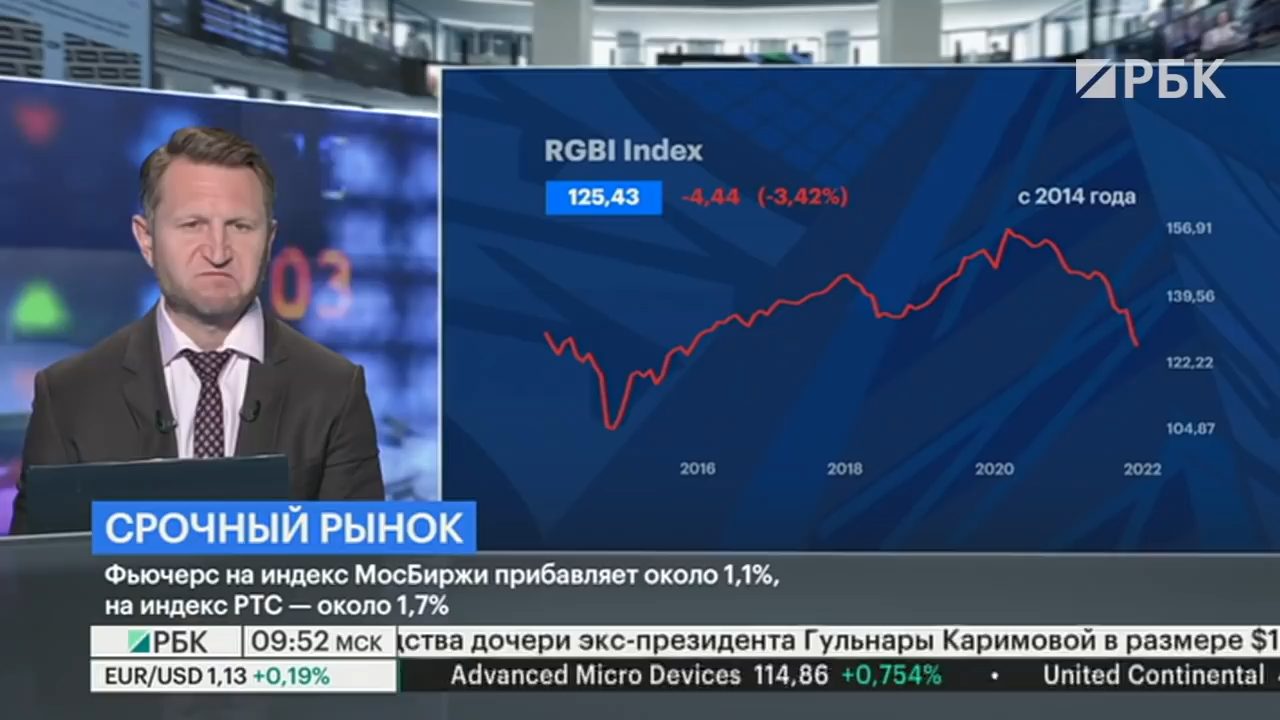 РБК
RGBI Index
125,43 -4,44 (-3,42%)
с 2014 года
156,91
139,56
122,22
104,87
2016 2018 2020 2022
03
СРОЧНЫЙ РЫНОК
Фьючерс на индекс МосБиржи прибавляет около 1,1%,
на индекс РТС — около 1,7%
РБК 09:52 МСК дства дочери экс-президента Гульнары Каримовой в размере $1
EUR/USD 1,13 +0,19% Advanced Micro Devices 114,86 +0,754% • United Continental